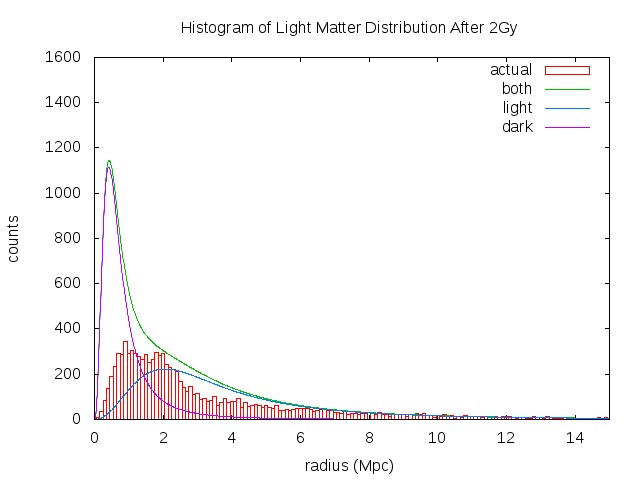 Histogram of Light Matter Distribution After 2Gy
1600
1400
1200
1000
800
600
400
200
0
counts
actual
both
light
dark
0 2 4 6 8 10 12 14
radius (Mpc)